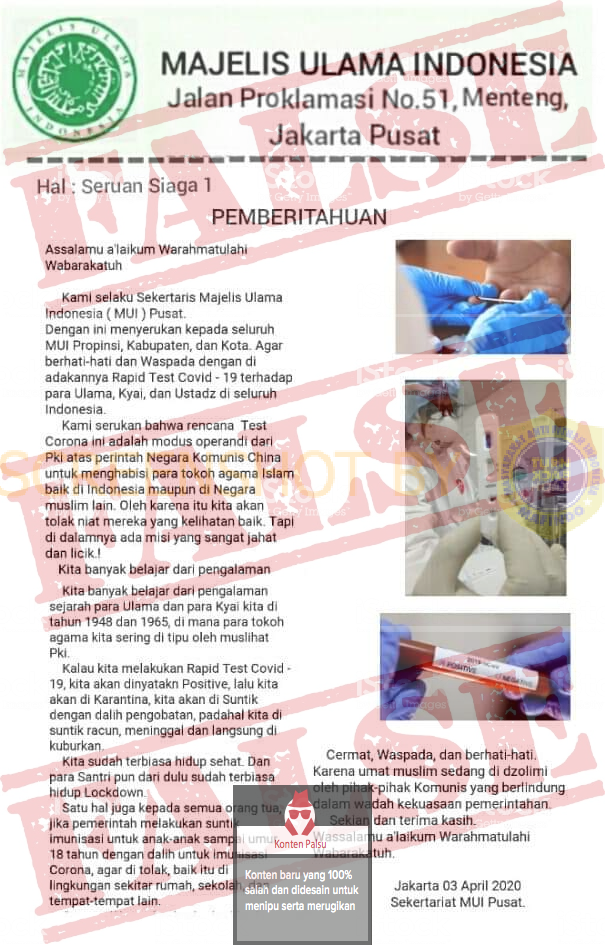 MAJELIS ULAMA INDONESIA
MAJELIS ULAMA INDONESIA
Jalan Proklamasi No.51, Menteng,
Jakarta Pusat
Hal : Seruan Siaga 1
PEMBERITAHUAN
Assalamu a'laikum Warahmatulahi
Wabarakatuh
Kami selaku Sekertaris Majelis Ulama
Indonesia ( MUI ) Pusat.
Dengan ini menyerukan kepada seluruh
MUI Propinsi, Kabupaten, dan Kota. Agar
berhati-hati dan Waspada dengan di
adakannya Rapid Test Covid - 19 terhadap
para Ulama, Kyai, dan Ustadz di seluruh
Indonesia.
Kami serukan bahwa rencana Test
Corona ini adalah modus operandi dari
Pki atas perintah Negara Komunis China
untuk menghabisi para tokoh agama Islam
baik di Indonesia maupun di Negara
muslim lain. Oleh karena itu kita akan
tolak niat mereka yang kelihatan baik. Tapi
di dalamnya ada misi yang sangat jahat
dan licik.!
Kita banyak belajar dari pengalaman
Kita banyak belajar dari pengalaman
sejarah para Ulama dan para Kyai kita di
tahun 1948 dan 1965, di mana para tokoh
agama kita sering di tipu oleh muslihat
Pki.
Kalau kita melakukan Rapid Test Covid -
19, kita akan dinyatakn Positive, lalu kita
akan di Karantina, kita akan di Suntik
dengan dalih pengobatan, padahal kita di
suntik racun, meninggal dan langsung di
kuburkan.
Kita sudah terbiasa hidup sehat. Dan
para Santri pun dari dulu sudah terbiasa
hidup Lockdown.
Satu hal juga kepada semua orang tua,
jika pemerintah melakukan suntik
imunisasi untuk anak-anak sampai umur
18 tahun dengan dalih untuk imunisasi
Corona, agar di tolak, baik itu di
lingkungan sekitar rumah, sekolah, dan
tempat-tempat lain.
POSITIVE
NEGATIVE
Cermat, Waspada, dan berhati-hati.
Karena umat muslim sedang di dzolimi
oleh pihak-pihak Komunis yang berlindung
dalam wadah kekuasaan pemerintahan.
Sekian dan terima kasih.
Wassalamu a'laikum Warahmatulahi
Wabarakatuh.
Jakarta 03 April 2020
Sekertariat MUI Pusat.
Konten Palsu
Konten baru yang 100%
salah dan didesain untuk
menipu serta merugikan
FALSE
FALSE
FALSE
FALSE